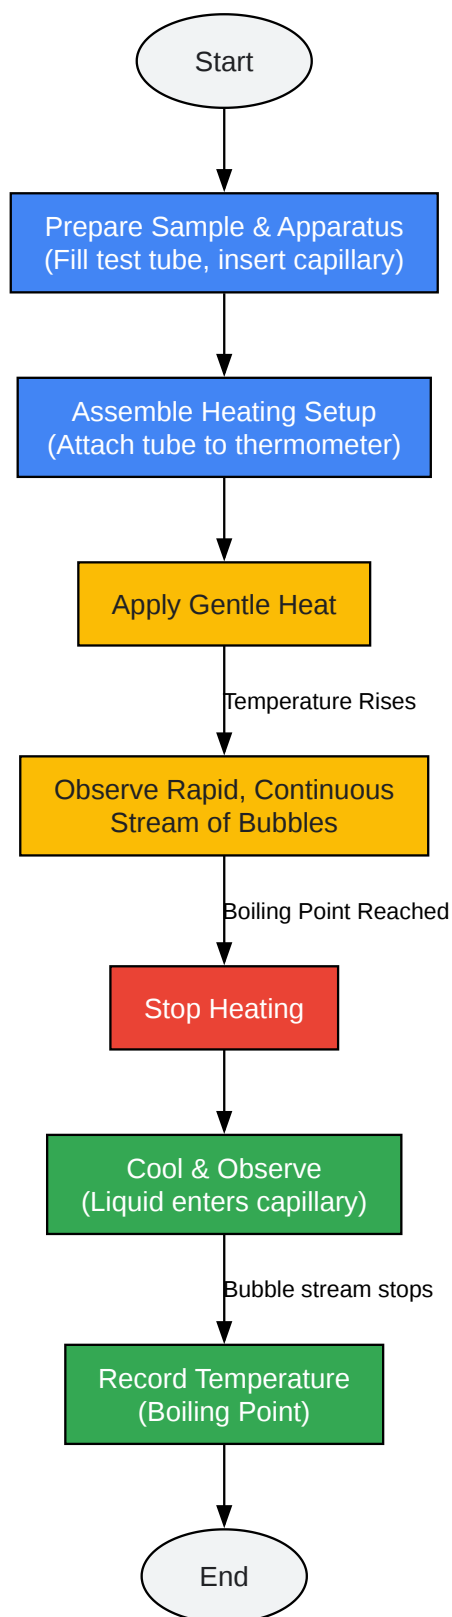 Start
Prepare Sample & Apparatus
(Fill test tube, insert capillary)
Assemble Heating Setup
(Attach tube to thermometer)
Apply Gentle Heat
Temperature Rises
Observe Rapid, Continuous
Stream of Bubbles
Boiling Point Reached
Stop Heating
Cool & Observe
(Liquid enters capillary)
Bubble stream stops
Record Temperature
(Boiling Point)
End